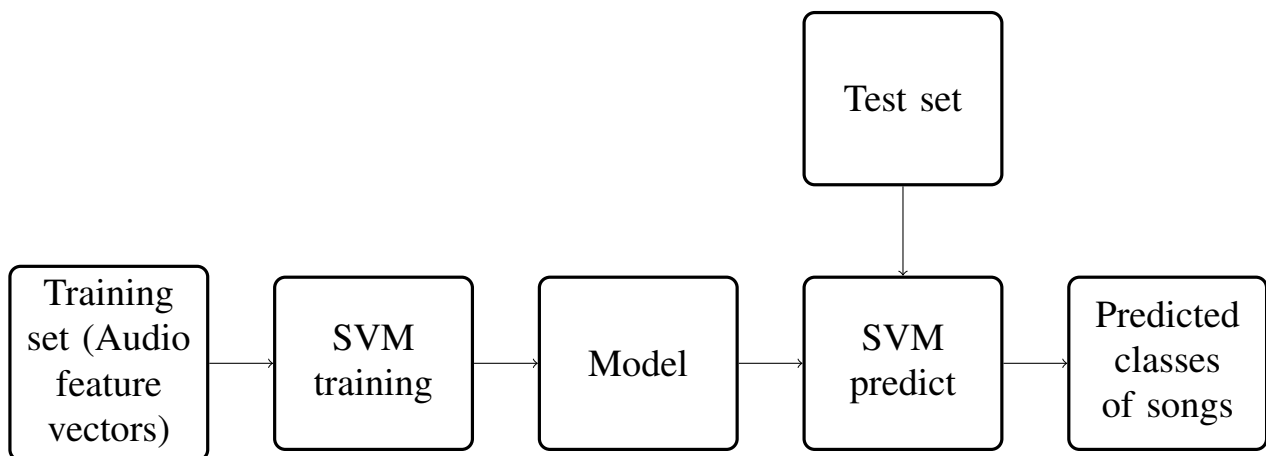 Test set
Training
set (Audio
feature
vectors)
SVM
training
Model
SVM
predict
Predicted
classes
of songs